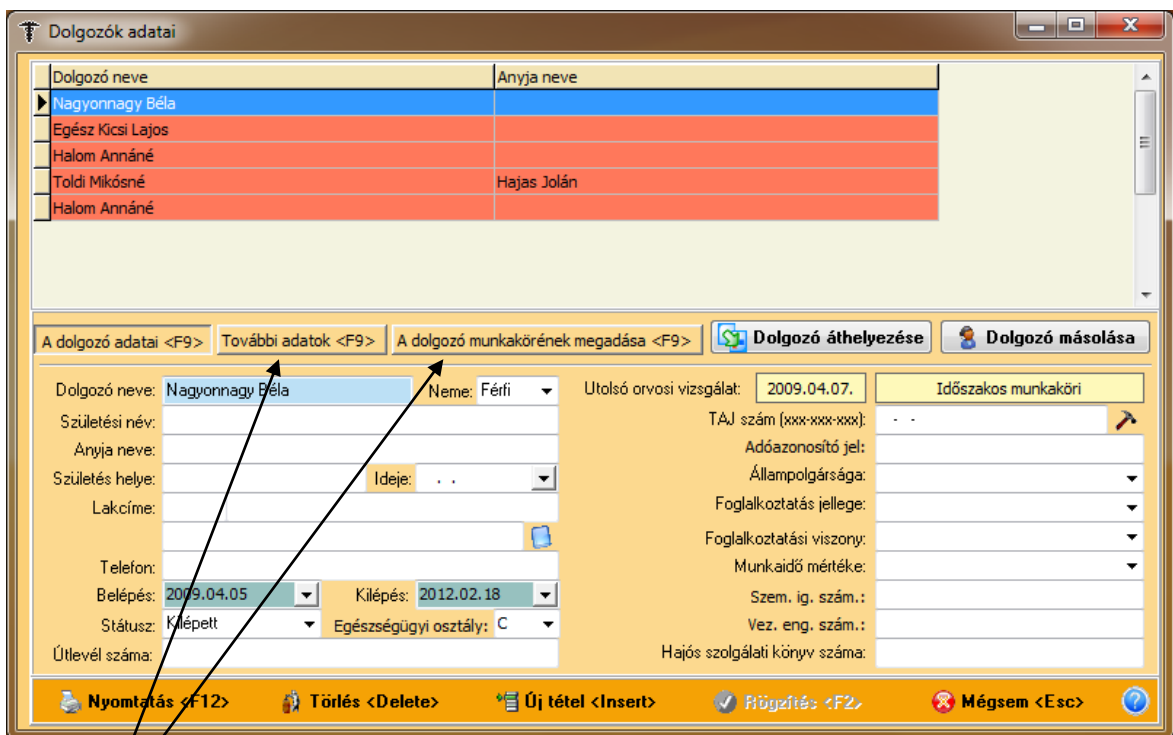 Dolgozók adatai
Dolgozó neve Anyja neve
Nagyonnagy Béla
Egész Kicsi Lajos
Halom Annáné
Toldi Mikósné Hajas Jolán
Halom Annáné
A dolgozó adatai <F9> További adatok <F9> A dolgozó munkakörének megadása <F9> Dolgozó áthelyezése Dolgozó másolása
Dolgozó neve: Nagyonnagy Béla Neme: Férfi Utolsó orvosi vizsgálat: 2009.04.07. Időszakos munkaköri
Születési név: TAJ szám (xxx-xxx-xxx): - -
Anyja neve: Adóazonosító jel:
Születés helye: Ideje: . . Állampolgársága:
Lakcíme: Foglalkoztatás jellege:
Foglalkoztatási viszony:
Telefon: Munkaidő mértéke:
Belépés: 2009.04.05 Kilépés: 2012.02.18 Szem. ig. szám.:
Státusz: Kilépett Egészségügyi osztály: C Vez. eng. szám.:
Útlevél száma: Hajós szolgálati könyv száma:
Nyomtatás <F12> Törlés <Delete> Új tétel <Insert> Rögzítés <F2> Mégsem <Esc> ?